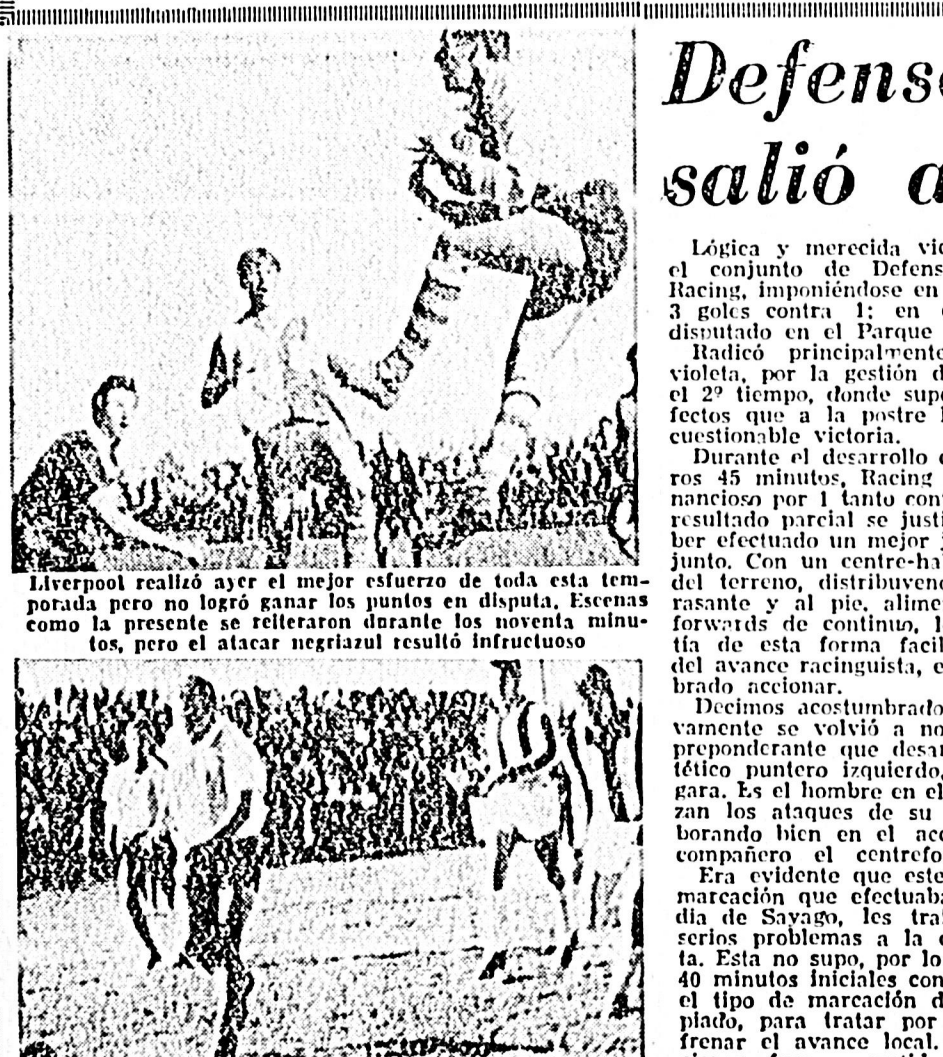 Liverpool realizó ayer el mejor esfuerzo de toda esta tem-
porada pero no logró ganar los puntos en disputa. Escenas
como la presente se reiteraron durante los noventa minu-
tos, pero el atacar negriazul resultó infructuoso
Defens
salió a
Lógica y merecida vic
el conjunto de Defens
Racing, imponiéndose en
3 goles contra 1; en
disputado en el Parque
Radicó principalmente
violeta, por la gestión d
el 2º tiempo, donde sup
fectos que a la postre
cuestionable victoria.
Durante el desarrollo
ros 45 minutos, Racing
nancioso por 1 tanto con
resultado parcial se justi
ber efectuado un mejor
junto. Con un centre-ha
del terreno, distribuyend
rasante y al pie, alime
forwards de continuo, l
tía de esta forma facil
del avance racinguista, e
brado accionar.
Decimos acostumbrado
vamente se volvió a no
preponderante que desar
tético puntero izquierdo,
gara. Es el hombre en el
zan los ataques de su
borando bien en el acc
compañero el centrefo
Era evidente que este
marcación que efectuaba
dia de Sayago, les tra
serios problemas a la
ta. Esta no supo, por lo
40 minutos iniciales con
el tipo de marcación d
piado, para tratar por
frenar el avance local.